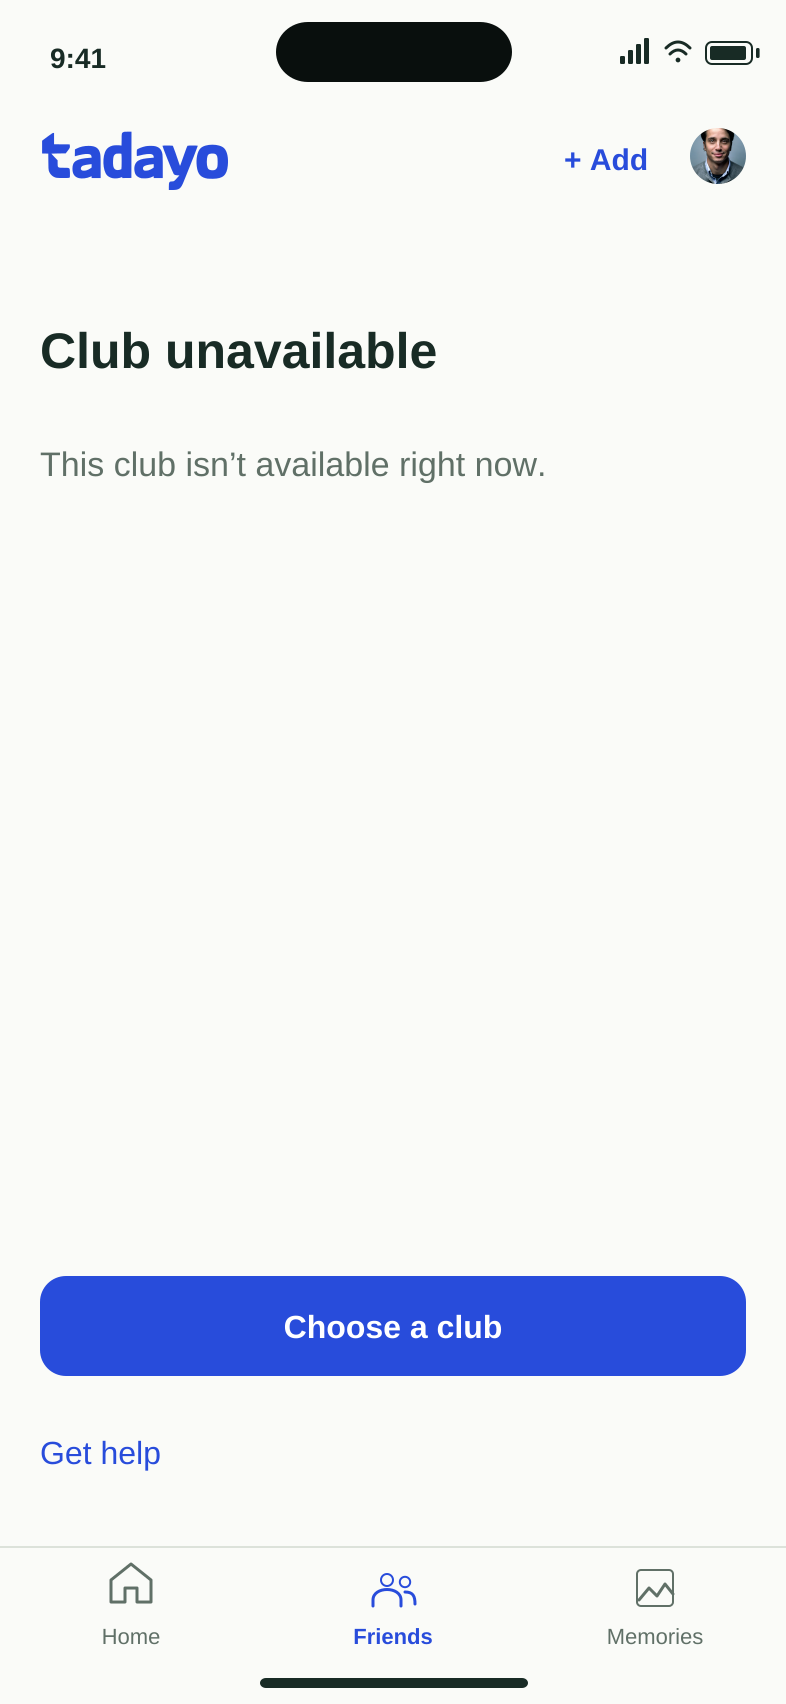 9:41
tadayo
+ Add
Club unavailable
This club isn’t available right now.
Choose a club
Get help
Home
Friends
Memories